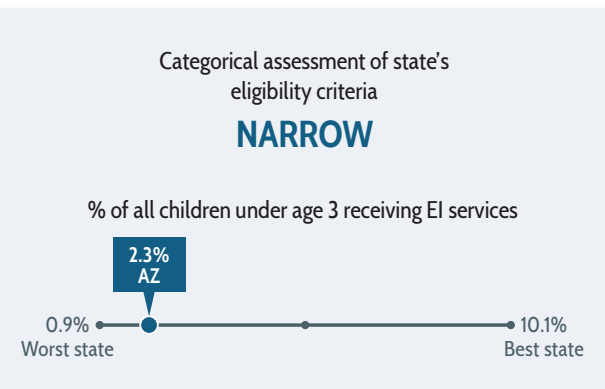 Categorical assessment of state's
eligibility criteria
NARROW
% of all children under age 3 receiving EI services
2.3%
AZ
0.9%
Worst state
10.1%
Best state